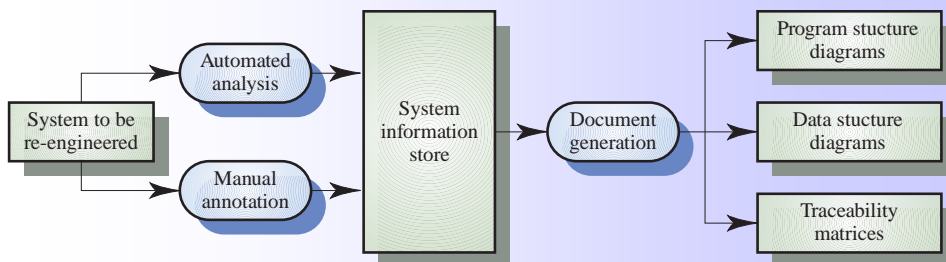 System to be
re-engineered
Automated
analysis
Manual
annotation
System
information
store
Document
generation
Program stucture
diagrams
Data stucture
diagrams
Traceability
matrices